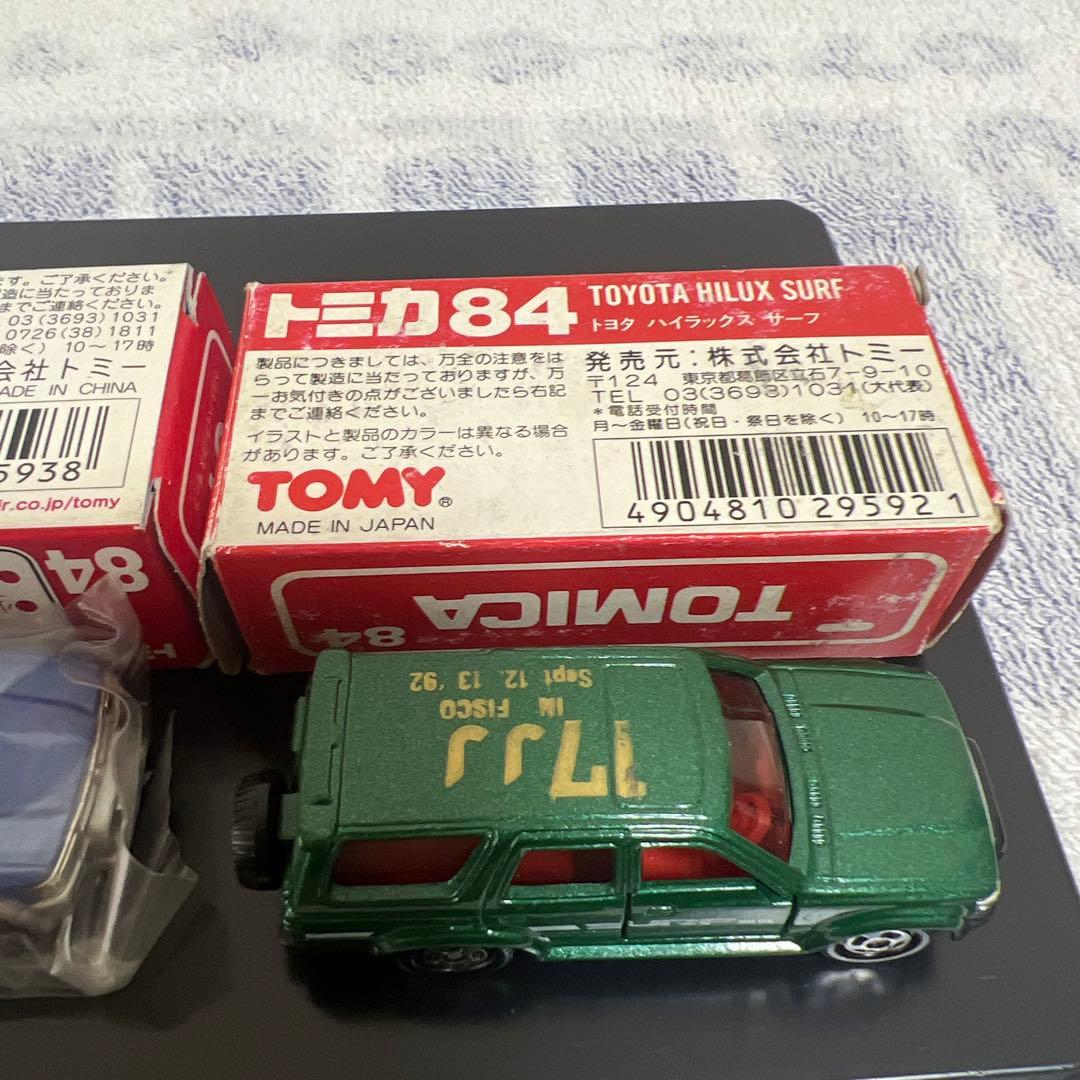 す。ご了承ください。
造に当たっておりま
までご連絡ください。
03(3693)1031
0726(38)1811
除く) 10〜17時
会社トミー
MADE IN CHINA
5938
ir.co.jp/tomy
84
トミカ84 TOYOTA HILUX SURF
トヨタ ハイラックス サーフ
製品につきましては、万全の注意をは
らって製造に当たっておりますが、万
一お気付きの点がございましたら右記
までご連絡ください。
イラストと製品のカラーは異なる場合
があります。ご了承ください。
TOMY®
MADE IN JAPAN
発売元：株式会社トミー
〒124 東京都葛飾区立石7-9-10
TEL 03(3693)1031(大代表)
*電話受付時間
月〜金曜日(祝日・祭日を除く) 10〜17時
4904810 295921
TOMICA 84
17JJ
IN FISCO
Sept 12. 13 '92